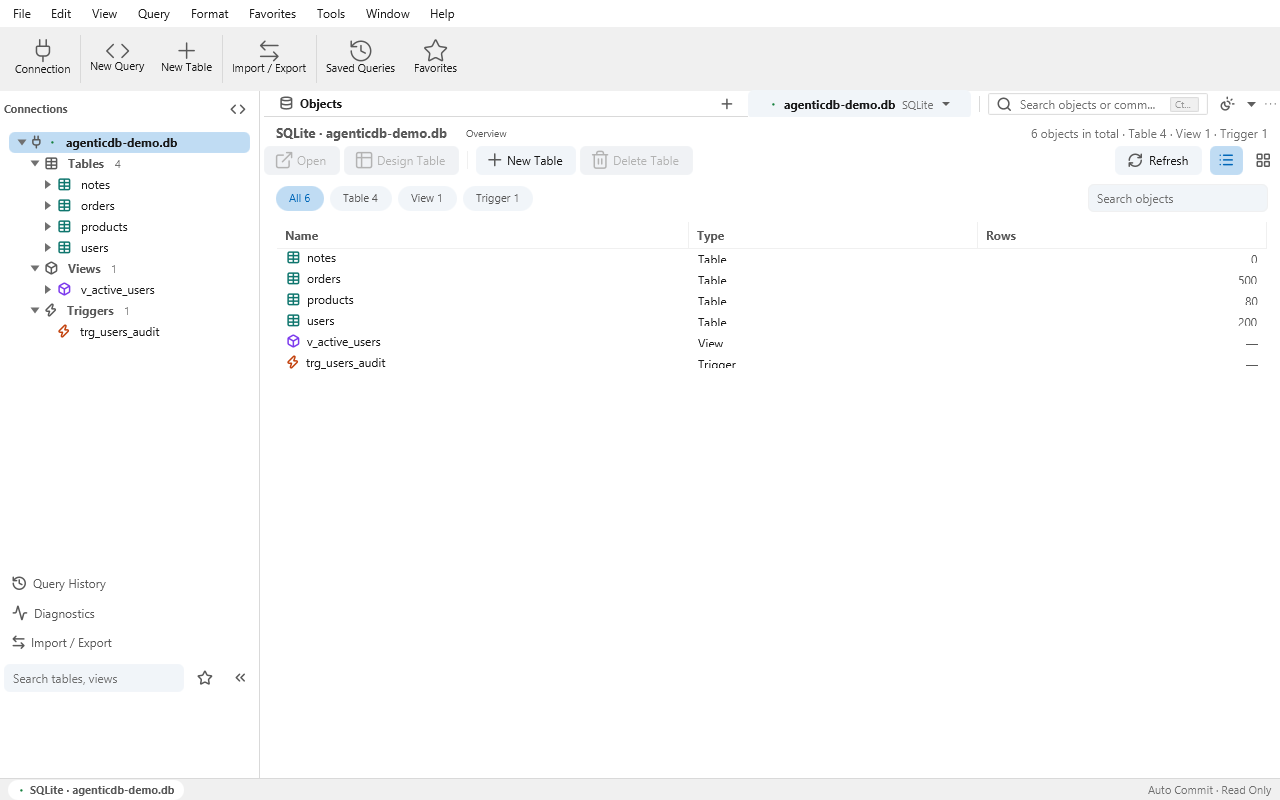 File Edit View Query Format Favorites Tools Window Help
Connection New Query New Table Import / Export Saved Queries Favorites
Connections
agenticdb-demo.db
Tables 4
notes
orders
products
users
Views 1
v_active_users
Triggers 1
trg_users_audit
Query History
Diagnostics
Import / Export
Search tables, views
Objects
agenticdb-demo.db SQLite
Search objects or comm... Ct...
SQLite · agenticdb-demo.db Overview
6 objects in total · Table 4 · View 1 · Trigger 1
Open Design Table New Table Delete Table Refresh
All 6 Table 4 View 1 Trigger 1
Search objects
Name Type Rows
notes Table 0
orders Table 500
products Table 80
users Table 200
v_active_users View —
trg_users_audit Trigger —
SQLite · agenticdb-demo.db
Auto Commit · Read Only